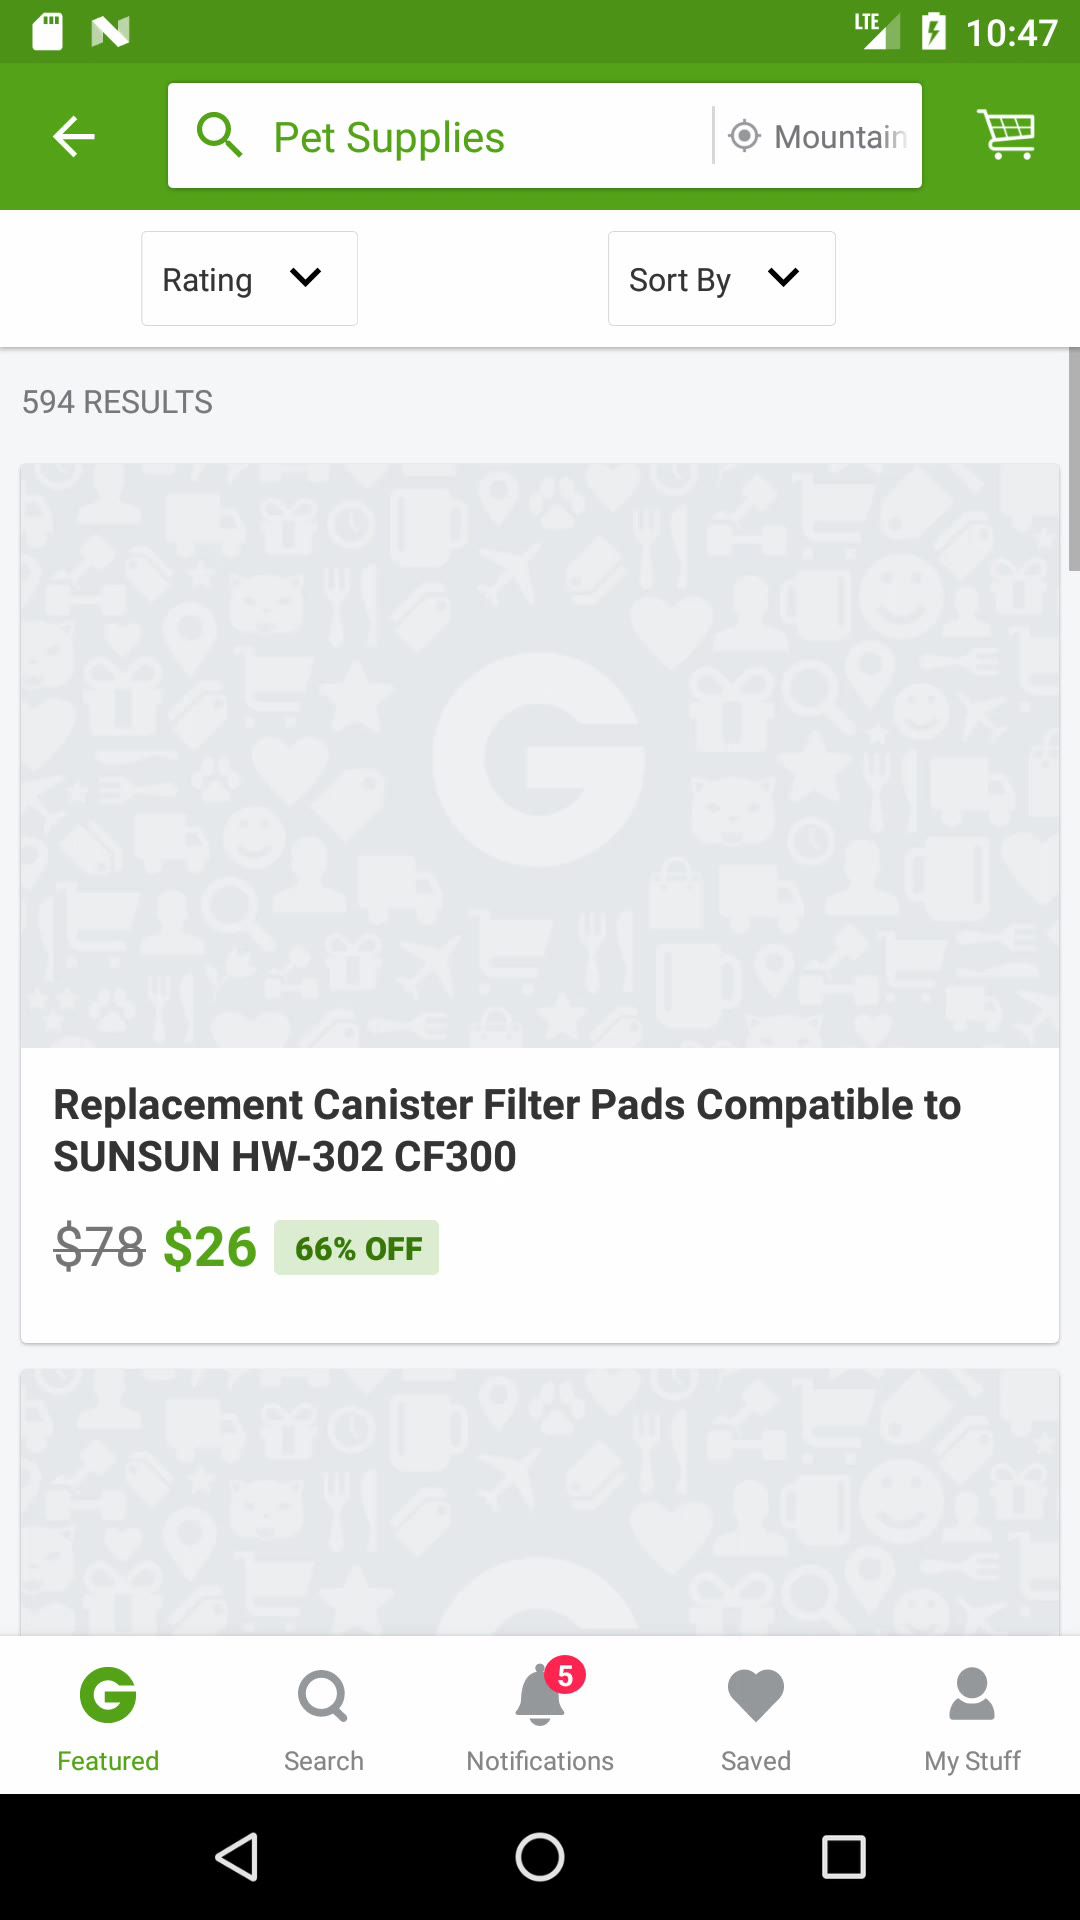 LTE 10:47
Pet Supplies Mountain
Rating Sort By
594 RESULTS
Replacement Canister Filter Pads Compatible to
SUNSUN HW-302 CF300
$78 $26 66% OFF
5
Featured Search Notifications Saved My Stuff